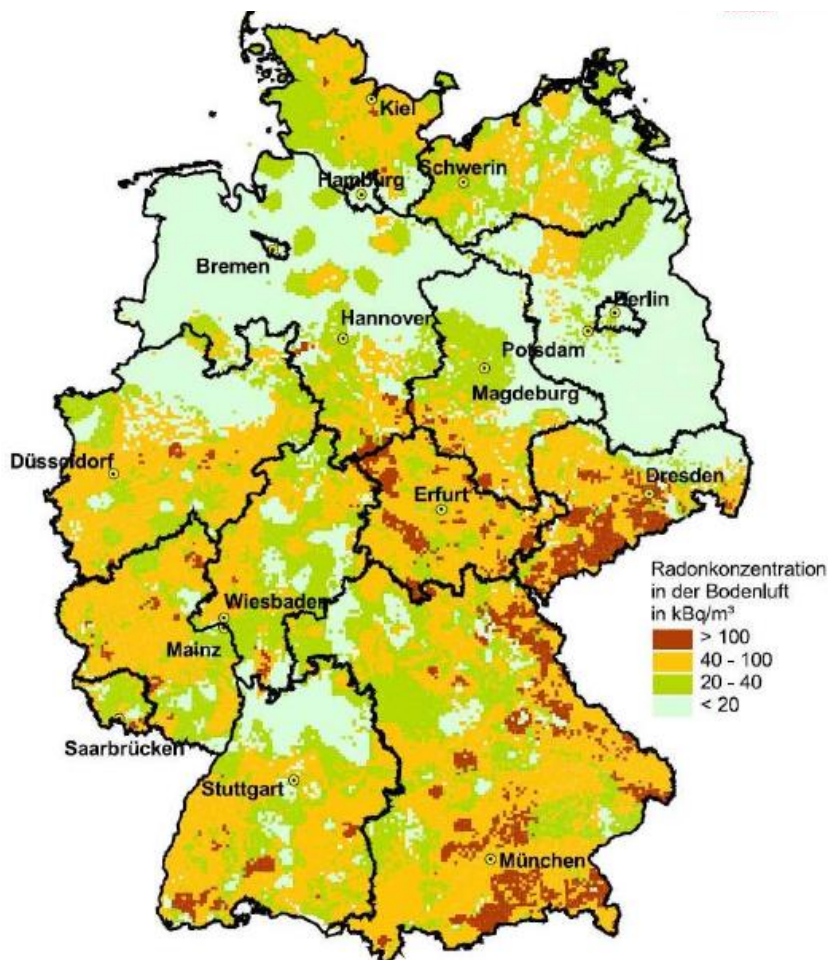 Kiel
Schwerin
Hamburg
Bremen
Berlin
Hannover
Potsdam
Magdeburg
Düsseldorf
Dresden
Erfurt
Radonkonzentration
in der Bodenluft
in kBq/m³
> 100
40 - 100
20 - 40
< 20
Wiesbaden
Mainz
Saarbrücken
Stuttgart
München